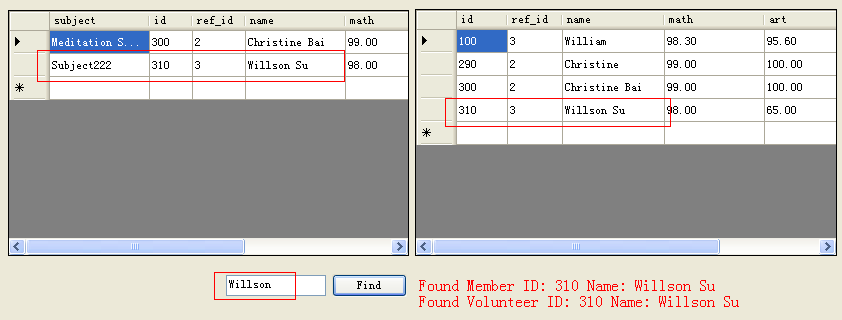 subject id ref_id name math
Meditation S... 300 2 Christine Bai 99.00
Subject222 310 3 Willson Su 98.00
id ref_id name math art
100 3 William 98.30 95.60
290 2 Christine 99.00 100.00
300 2 Christine Bai 99.00 100.00
310 3 Willson Su 98.00 65.00
Willson Find
Found Member ID: 310 Name: Willson Su
Found Volunteer ID: 310 Name: Willson Su